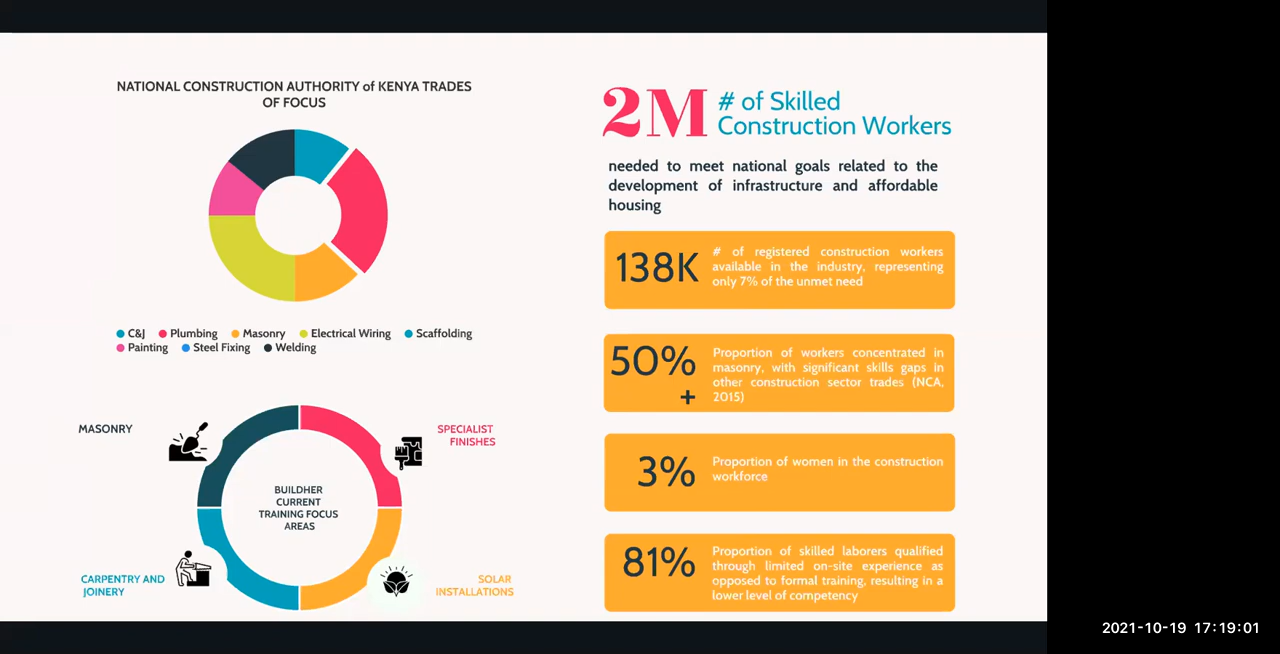 NATIONAL CONSTRUCTION AUTHORITY of KENYA TRADES
OF FOCUS
C&J Plumbing Masonry Electrical Wiring Scaffolding
Painting Steel Fixing Welding
MASONRY
SPECIALIST
FINISHES
BUILDHER
CURRENT
TRAINING FOCUS
AREAS
CARPENTRY AND
JOINERY
SOLAR
INSTALLATIONS
2M # of Skilled
Construction Workers
needed to meet national goals related to the
development of infrastructure and affordable
housing
138K
# of registered construction workers
available in the industry, representing
only 7% of the unmet need
50%
+
Proportion of workers concentrated in
masonry, with significant skills gaps in
other construction sector trades (NCA,
2015)
3%
Proportion of women in the construction
workforce
81%
Proportion of skilled laborers qualified
through limited on-site experience as
opposed to formal training, resulting in a
lower level of competency
2021-10-19 17:19:01